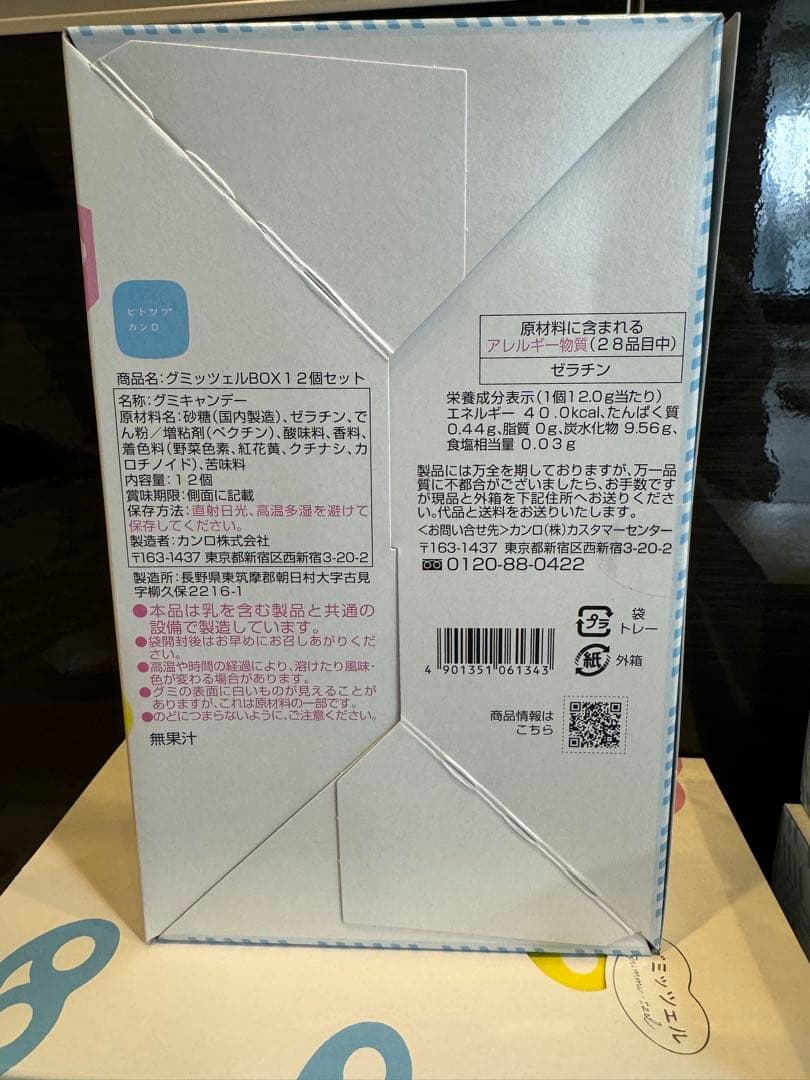 ヒトツブ
カンロ
商品名:グミッツェルBOX12個セット
名称:グミキャンデー
原材料名:砂糖(国内製造)、ゼラチン、で
ん粉/増粘剤(ペクチン)、酸味料、香料、
着色料(野菜色素、紅花黄、クチナシ、カ
ロチノイド)、苦味料
内容量:12個
賞味期限:側面に記載
保存方法:直射日光、高温多湿を避けて
保存してください。
製造者:カンロ株式会社
〒163-1437 東京都新宿区西新宿3-20-2
製造所:長野県東筑摩郡朝日村大字古見
字柳久保2216-1
●本品は乳を含む製品と共通の
設備で製造しています。
●袋開封後はお早めにお召しあがりくだ
さい。
●高温や時間の経過により、溶けたり風味・
色が変わる場合があります。
●グミの表面に白いものが見えることが
ありますが、これは原材料の一部です。
●のどにつまらないように、ご注意ください。
無果汁
原材料に含まれる
アレルギー物質(28品目中)
ゼラチン
栄養成分表示(1個12.0g当たり)
エネルギー 40.0kcal、たんぱく質
0.44g、脂質 0g、炭水化物 9.56g、
食塩相当量 0.03g
製品には万全を期しておりますが、万一品
質に不都合がございましたら、お手数です
が現品と外箱を下記住所へお送りくださ
い。代品と送料をお送りいたします。
<お問い合せ先>カンロ(株)カスタマーセンター
〒163-1437 東京都新宿区西新宿3-20-2
0120-88-0422
プラ
袋
トレー
紙
外箱
4 901351 061343
商品情報は
こちら
グミッツェル